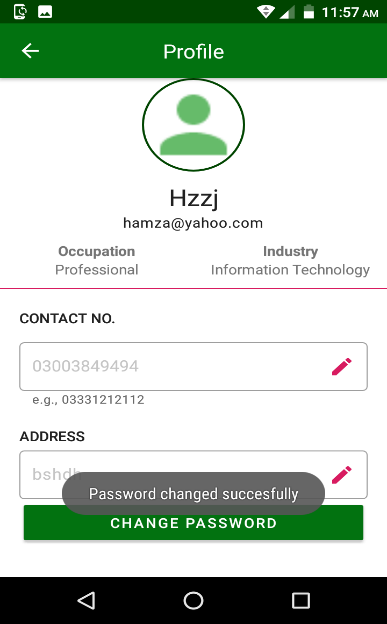 11:57 AM
Profile
Hzzj
hamza@yahoo.com
Occupation
Industry
Professional
Information Technology
CONTACT NO.
03003849494
e.g., 03331212112
ADDRESS
Password changed succesfully
CHANGE PASSWORD